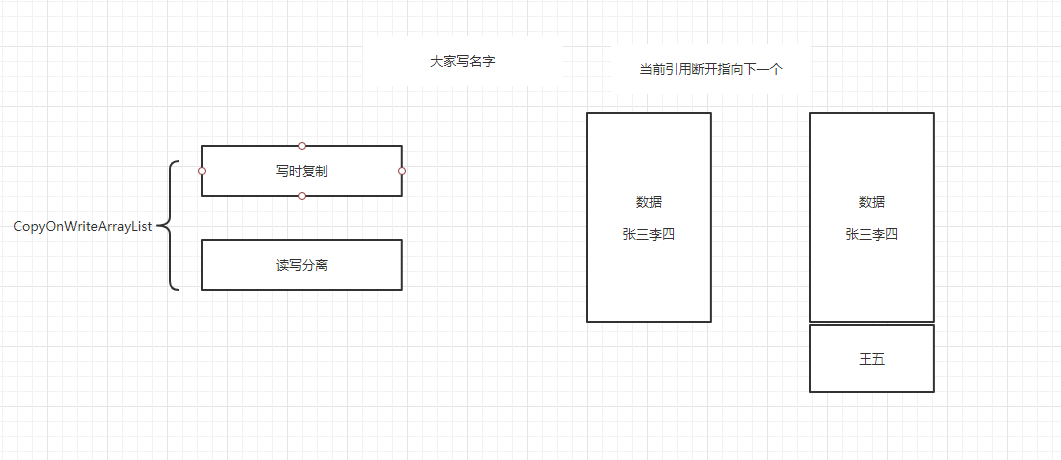 大家写名字
当前引用断开指向下一个
CopyOnWriteArrayList
写时复制
读写分离
数据
张三李四
数据
张三李四
王五